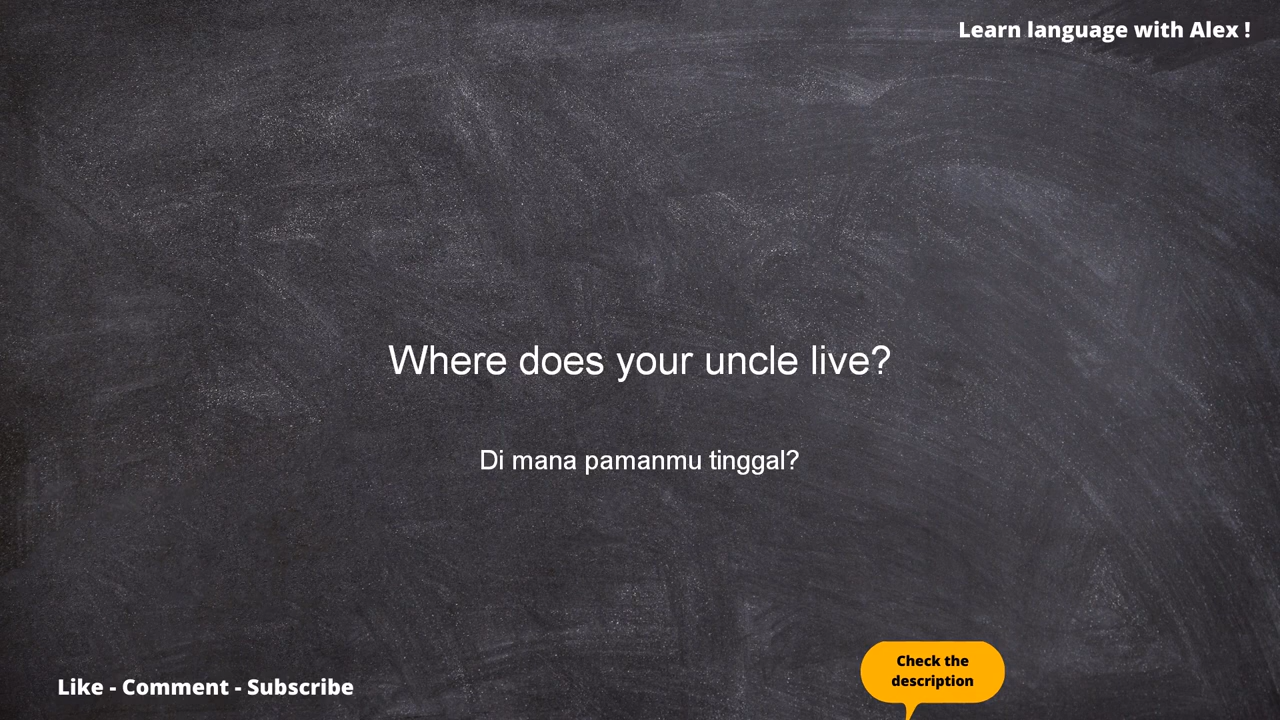 Learn language with Alex !
Where does your uncle live?
Di mana pamanmu tinggal?
Check the
description
Like - Comment - Subscribe